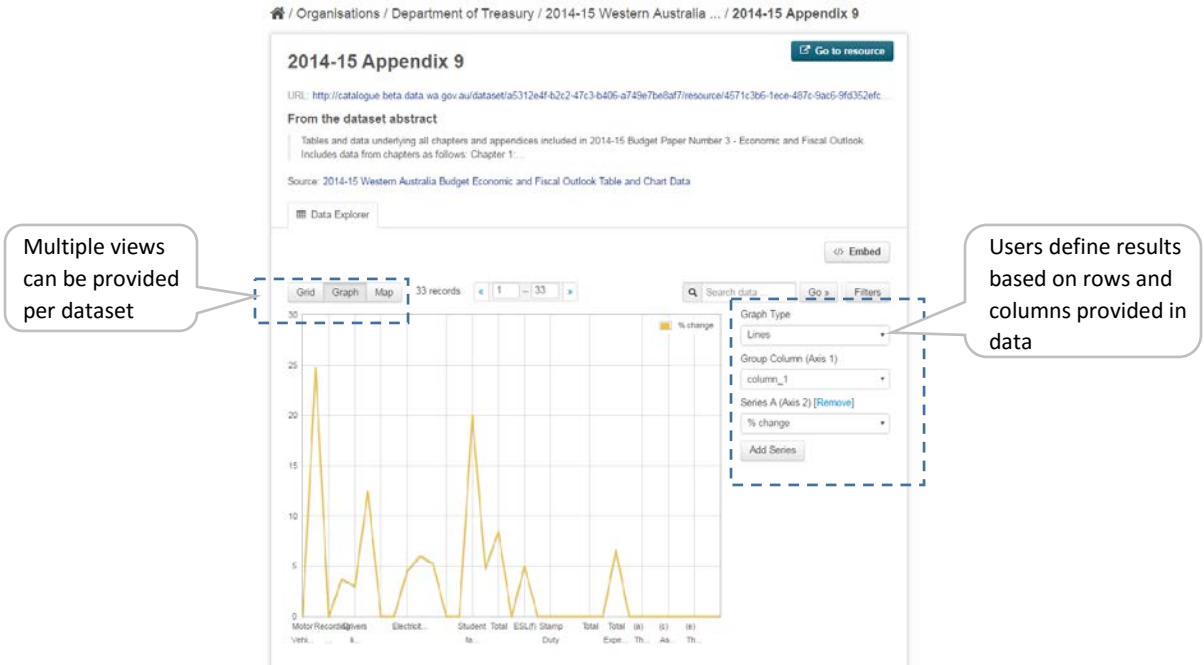 / Organisations / Department of Treasury / 2014-15 Western Australia ... / 2014-15 Appendix 9
Go to resource
2014-15 Appendix 9
URL: http://catalogue.beta.data.wa.gov.au/dataset/a5312e4f-b2c2-47c3-b406-a749e7be8af7/resource/4571c3b6-1ece-487c-9ac6-9fd352efc...
From the dataset abstract
Tables and data underlying all chapters and appendices included in 2014-15 Budget Paper Number 3 - Economic and Fiscal Outlook.
Includes data from chapters as follows: Chapter 1:...
Source: 2014-15 Western Australia Budget Economic and Fiscal Outlook Table and Chart Data
Data Explorer
Multiple views
can be provided
per dataset
</> Embed
Users define results
based on rows and
columns provided in
data
Grid Graph Map 33 records « 1 – 33 » Search data ... Go » Filters
% change
Graph Type
Lines
Group Column (Axis 1)
column_1
Series A (Axis 2) [Remove]
% change
Add Series
30
25
20
15
10
5
0
Motor Recording Drivers Electricit... Student Total ESL(f) Stamp Total Total (a) (c) (e)
Vehi... ... li... fa... Duty Expe... Th... As... Th...